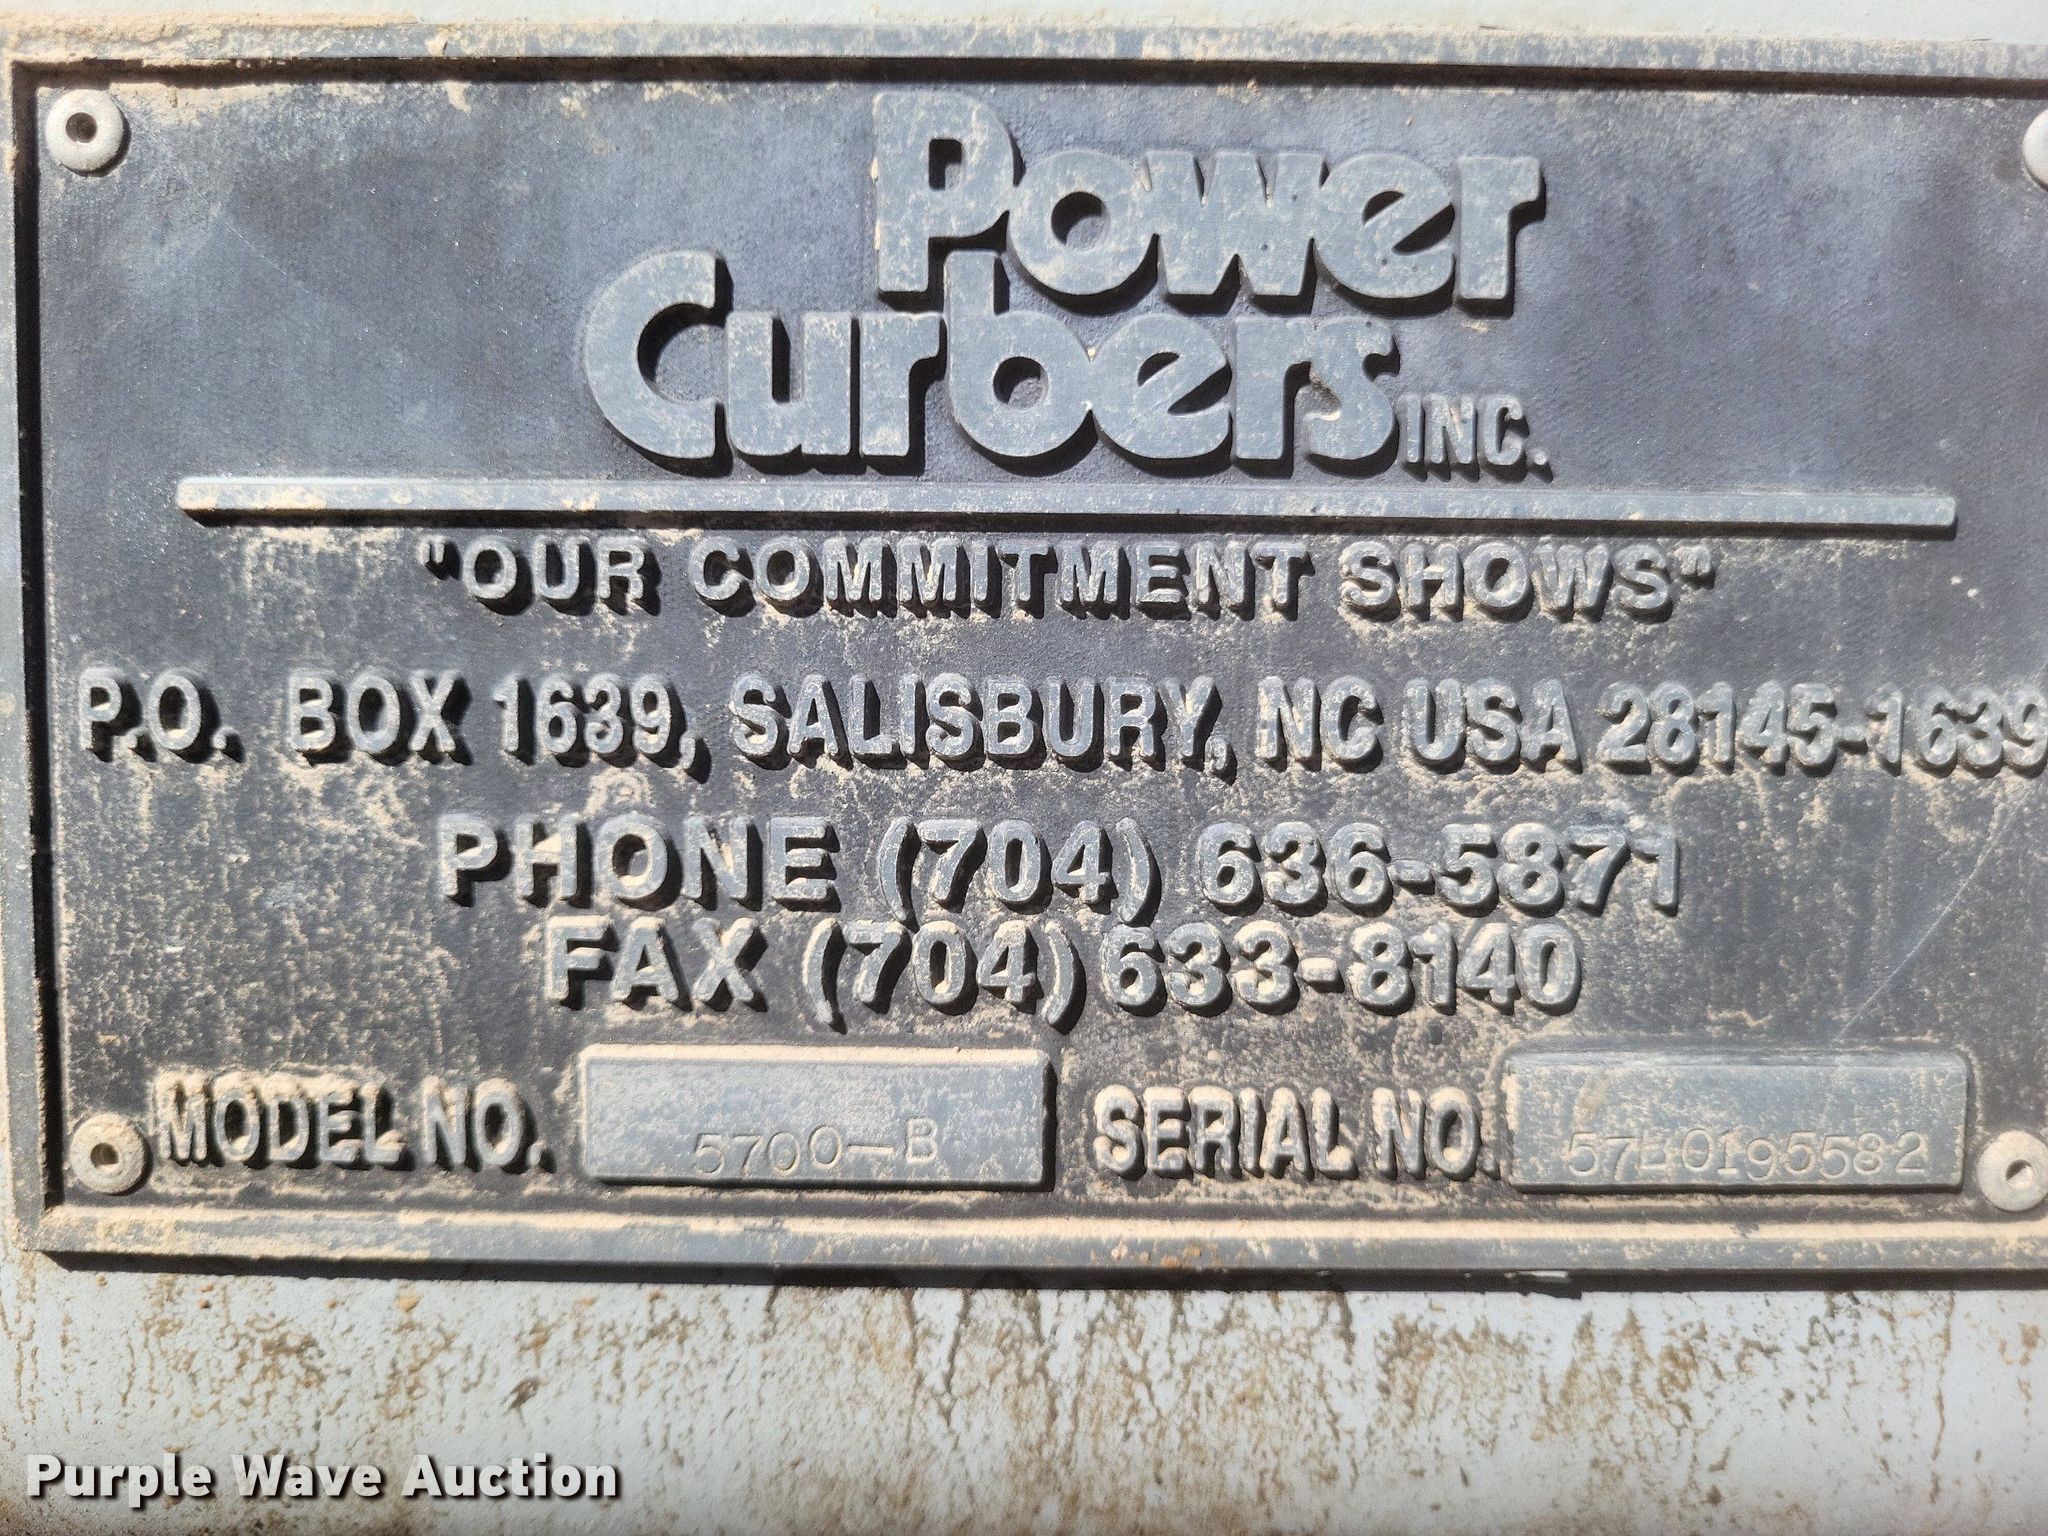 Power
Curbers INC.
"OUR COMMITMENT SHOWS"
P.O. BOX 1639, SALISBURY, NC USA 28145-1639
PHONE (704) 636-5871
FAX (704) 633-8140
MODEL NO. 5700-B SERIAL NO.
Purple Wave Auction